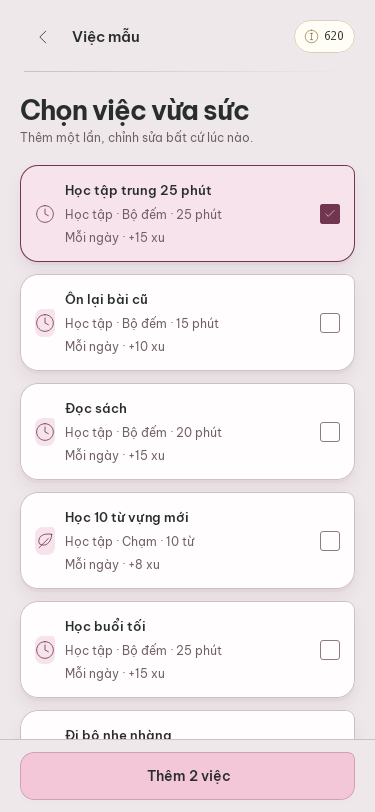 Việc mẫu
620
Chọn việc vừa sức
Thêm một lần, chỉnh sửa bất cứ lúc nào.
Học tập trung 25 phút
Học tập · Bộ đếm · 25 phút
Mỗi ngày · +15 xu
Ôn lại bài cũ
Học tập · Bộ đếm · 15 phút
Mỗi ngày · +10 xu
Đọc sách
Học tập · Bộ đếm · 20 phút
Mỗi ngày · +15 xu
Học 10 từ vựng mới
Học tập · Chạm · 10 từ
Mỗi ngày · +8 xu
Học buổi tối
Học tập · Bộ đếm · 25 phút
Mỗi ngày · +15 xu
Đi bộ nhẹ nhàng
Thêm 2 việc